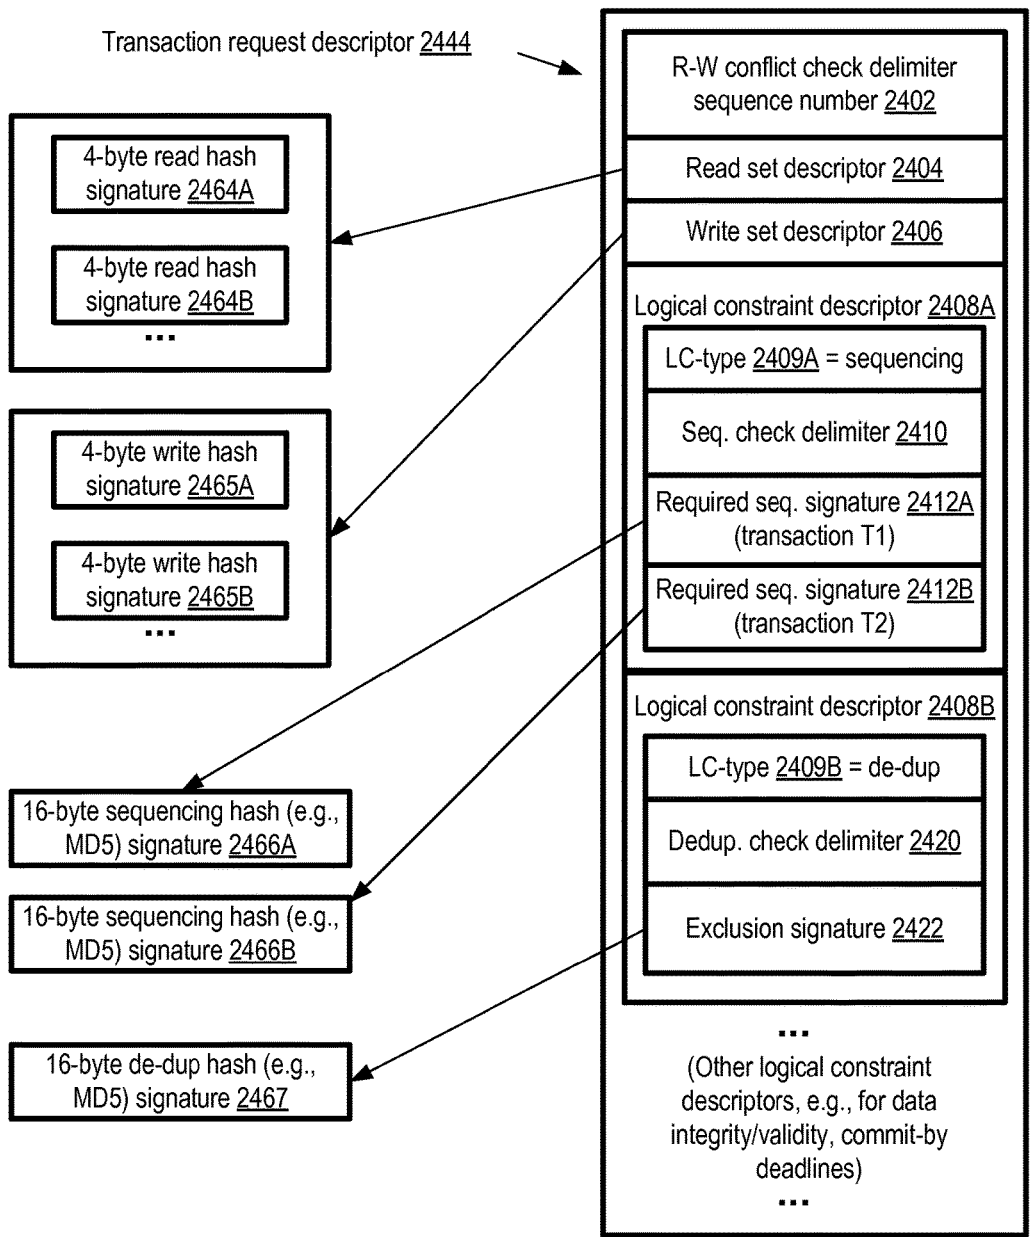 Transaction request descriptor 2444
R-W conflict check delimiter
sequence number 2402
Read set descriptor 2404
Write set descriptor 2406
Logical constraint descriptor 2408A
LC-type 2409A = sequencing
Seq. check delimiter 2410
Required seq. signature 2412A
(transaction T1)
Required seq. signature 2412B
(transaction T2)
Logical constraint descriptor 2408B
LC-type 2409B = de-dup
Dedup. check delimiter 2420
Exclusion signature 2422
...
(Other logical constraint
descriptors, e.g., for data
integrity/validity, commit-by
deadlines)
...
4-byte read hash
signature 2464A
4-byte read hash
signature 2464B
...
4-byte write hash
signature 2465A
4-byte write hash
signature 2465B
...
16-byte sequencing hash (e.g.,
MD5) signature 2466A
16-byte sequencing hash (e.g.,
MD5) signature 2466B
16-byte de-dup hash (e.g.,
MD5) signature 2467